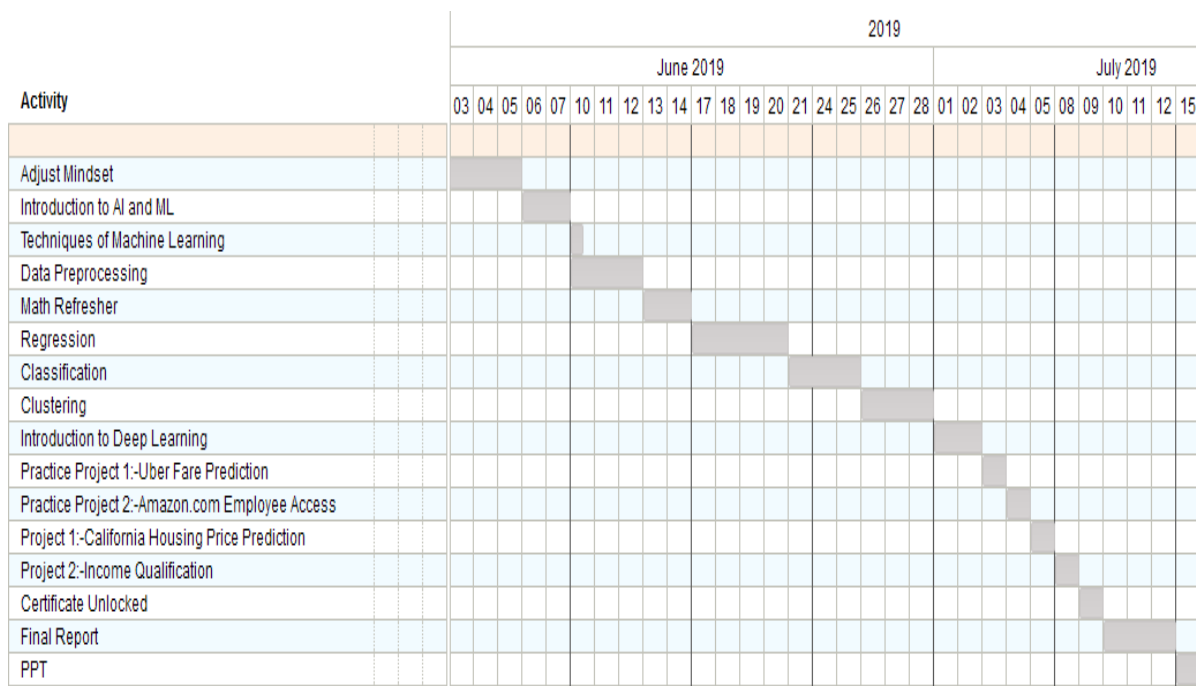 2019
June 2019 July 2019
Activity 03 04 05 06 07 10 11 12 13 14 17 18 19 20 21 24 25 26 27 28 01 02 03 04 05 08 09 10 11 12 15
Adjust Mindset
Introduction to AI and ML
Techniques of Machine Learning
Data Preprocessing
Math Refresher
Regression
Classification
Clustering
Introduction to Deep Learning
Practice Project 1:-Uber Fare Prediction
Practice Project 2:-Amazon.com Employee Access
Project 1:-California Housing Price Prediction
Project 2:-Income Qualification
Certificate Unlocked
Final Report
PPT